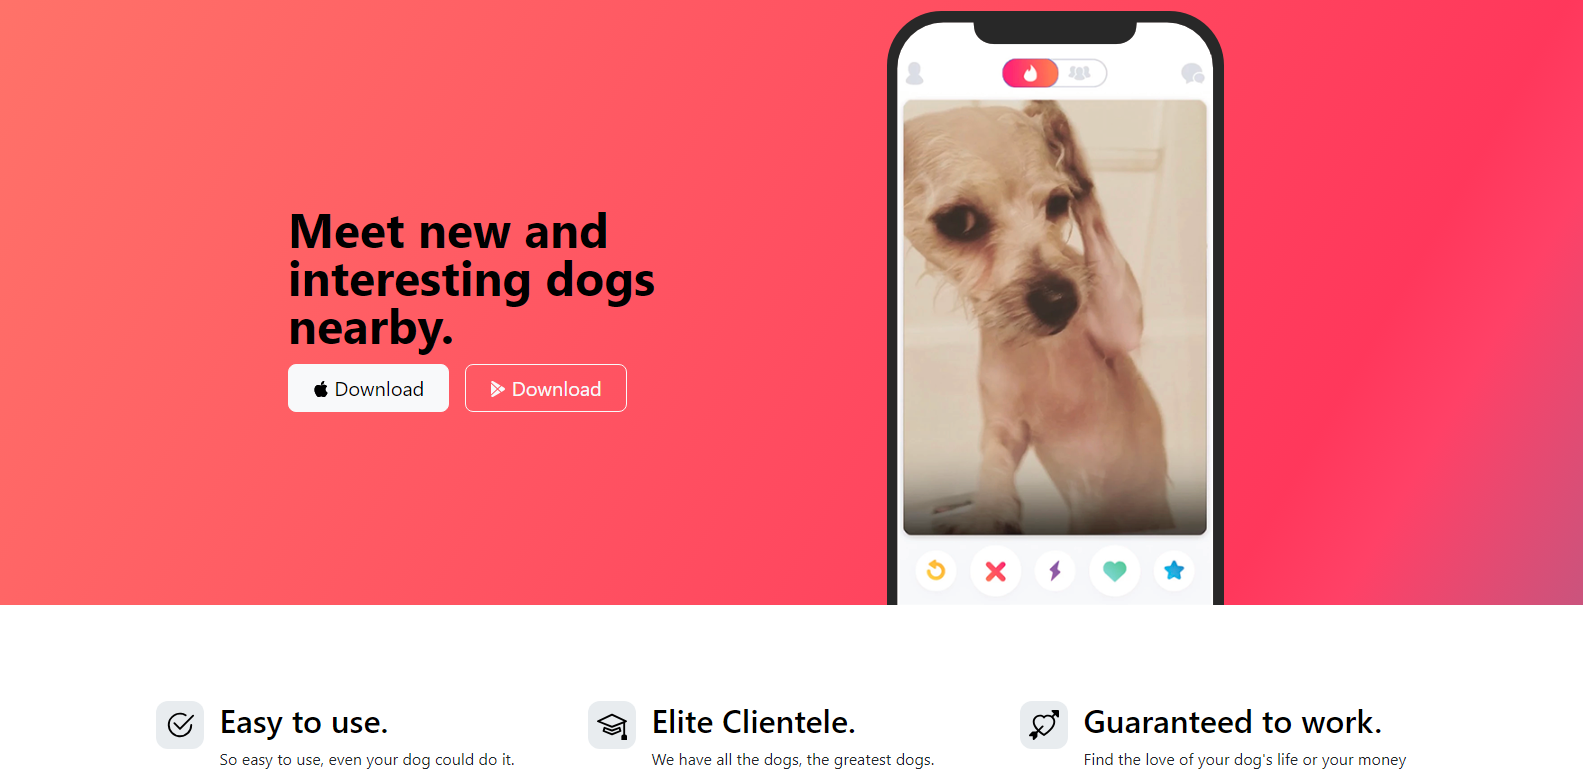 Meet new and
interesting dogs
nearby.
Download Download
Easy to use.
So easy to use, even your dog could do it.
Elite Clientele.
We have all the dogs, the greatest dogs.
Guaranteed to work.
Find the love of your dog's life or your money